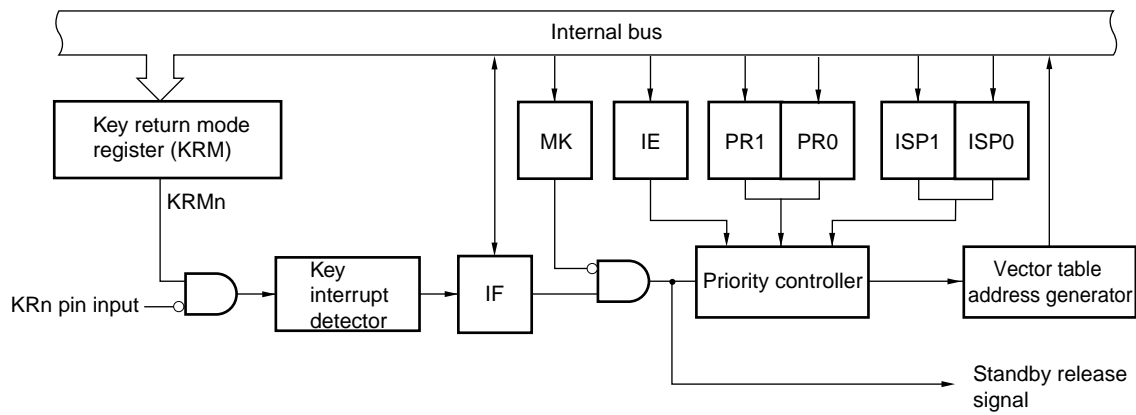 Internal bus
Key return mode
register (KRM)
MK
IE
PR1
PR0
ISP1
ISP0
KRMn
Key
interrupt
detector
IF
Priority controller
Vector table
address generator
KRn pin input
Standby release
signal